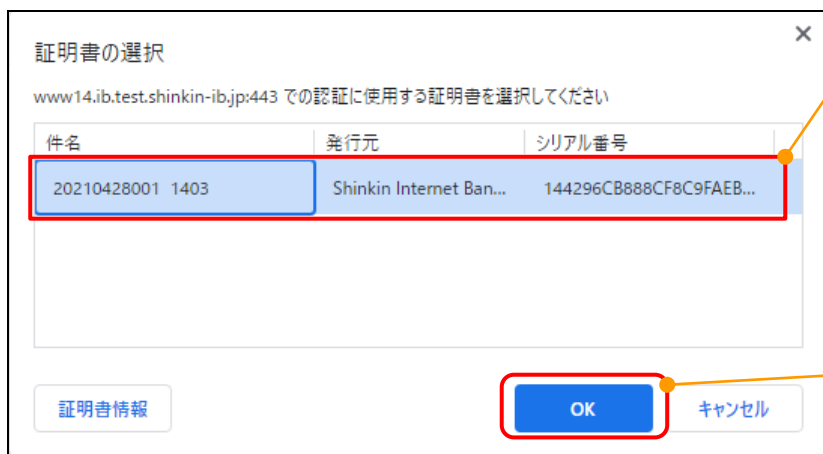 証明書の選択
www14.ib.test.shinkin-ib.jp:443 での認証に使用する証明書を選択してください
件名 発行元 シリアル番号
20210428001 1403 Shinkin Internet Ban... 144296CB888CF8C9FAEB...
証明書情報 OK キャンセル